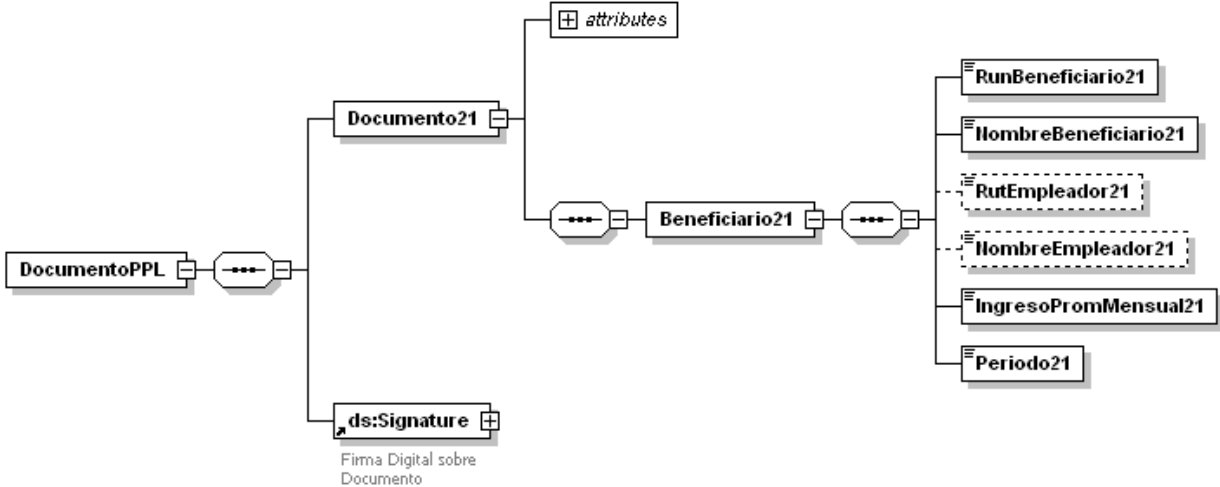 attributes
Documento21
RunBeneficiario21
NombreBeneficiario21
RutEmpleador21
Beneficiario21
NombreEmpleador21
DocumentoPPL
IngresoPromMensual21
Periodo21
ds:Signature
Firma Digital sobre
Documento